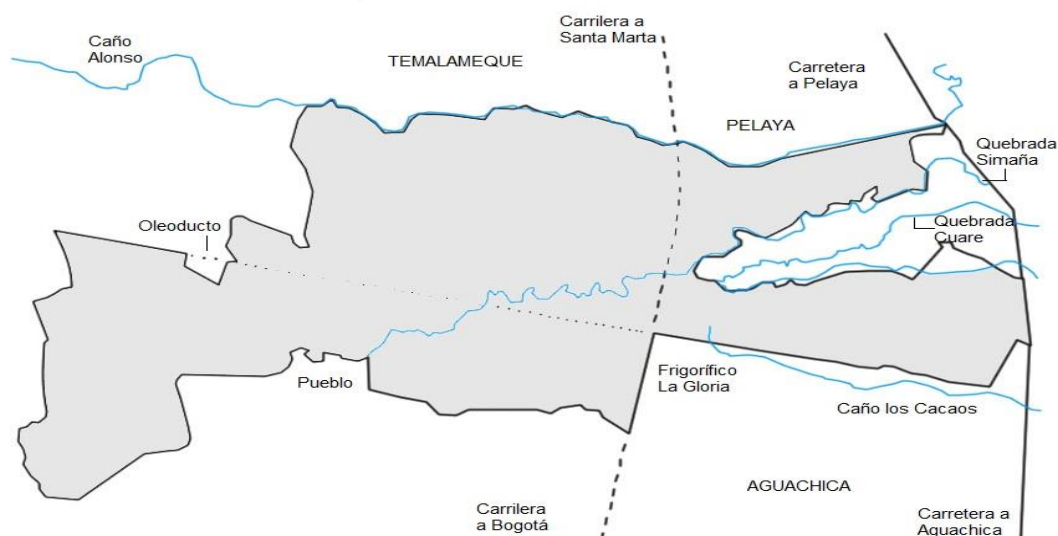 Carrilera a
Santa Marta
Caño
Alonso
TEMALAMEQUE
Carretera
a Pelaya
PELAYA
Quebrada
Simaña
Oleoducto
Quebrada
Cuare
Frigorífico
La Gloria
Pueblo
Caño los Cacaos
AGUACHICA
Carrilera
a Bogotá
Carretera a
Aguachica